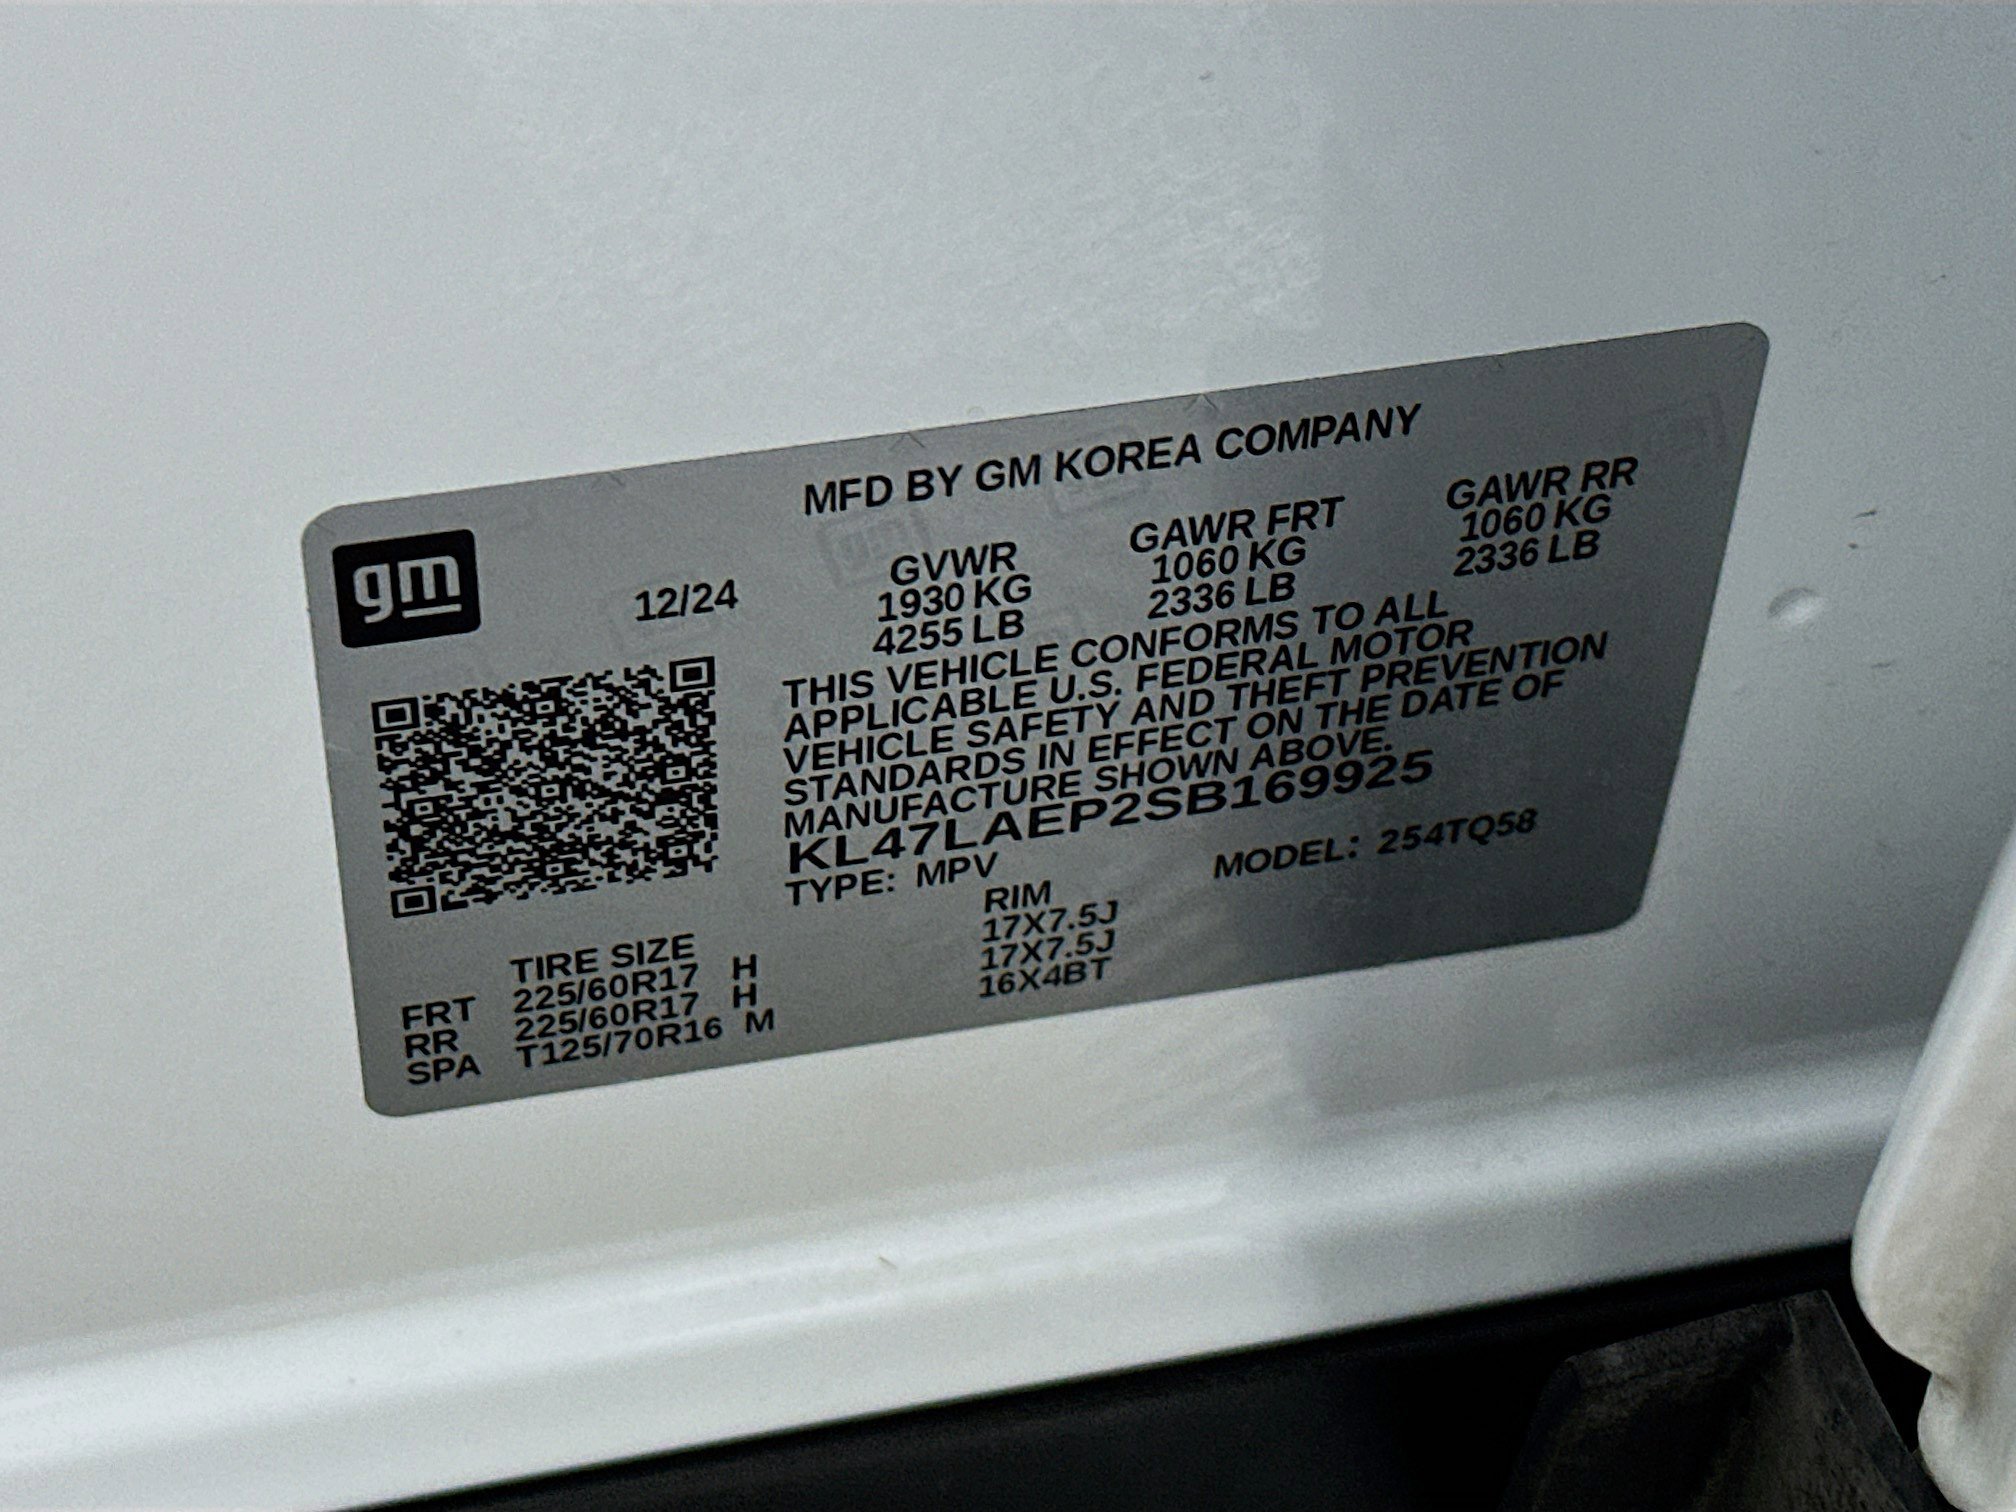 MFD BY GM KOREA COMPANY
gm
12/24
GVWR GAWR FRT GAWR RR
1930 KG 1060 KG 1060 KG
4255 LB 2336 LB 2336 LB
THIS VEHICLE CONFORMS TO ALL
APPLICABLE U.S. FEDERAL MOTOR
VEHICLE SAFETY AND THEFT PREVENTION
STANDARDS IN EFFECT ON THE DATE OF
MANUFACTURE SHOWN ABOVE.
KL47LAEP2SB169925
TYPE: MPV MODEL: 254TQ58
TIRE SIZE RIM
FRT 225/60R17 H 17X7.5J
RR 225/60R17 H 17X7.5J
SPA T125/70R16 M 16X4BT